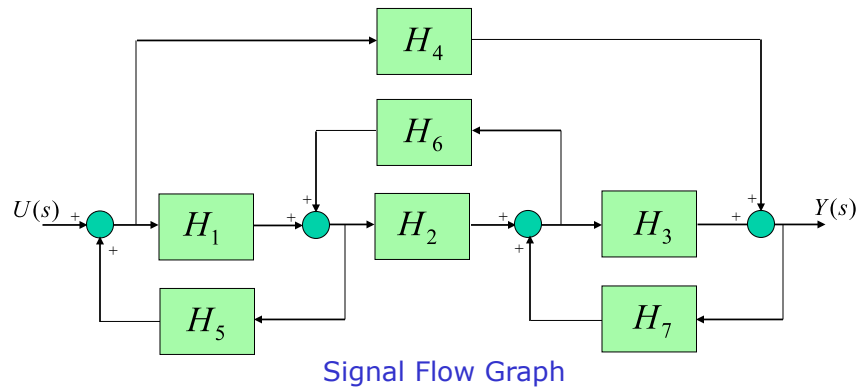 H₄
H₆
U(s) + + H₁ + + H₂ + + H₃ + + Y(s)
H₅
H₇
Signal Flow Graph